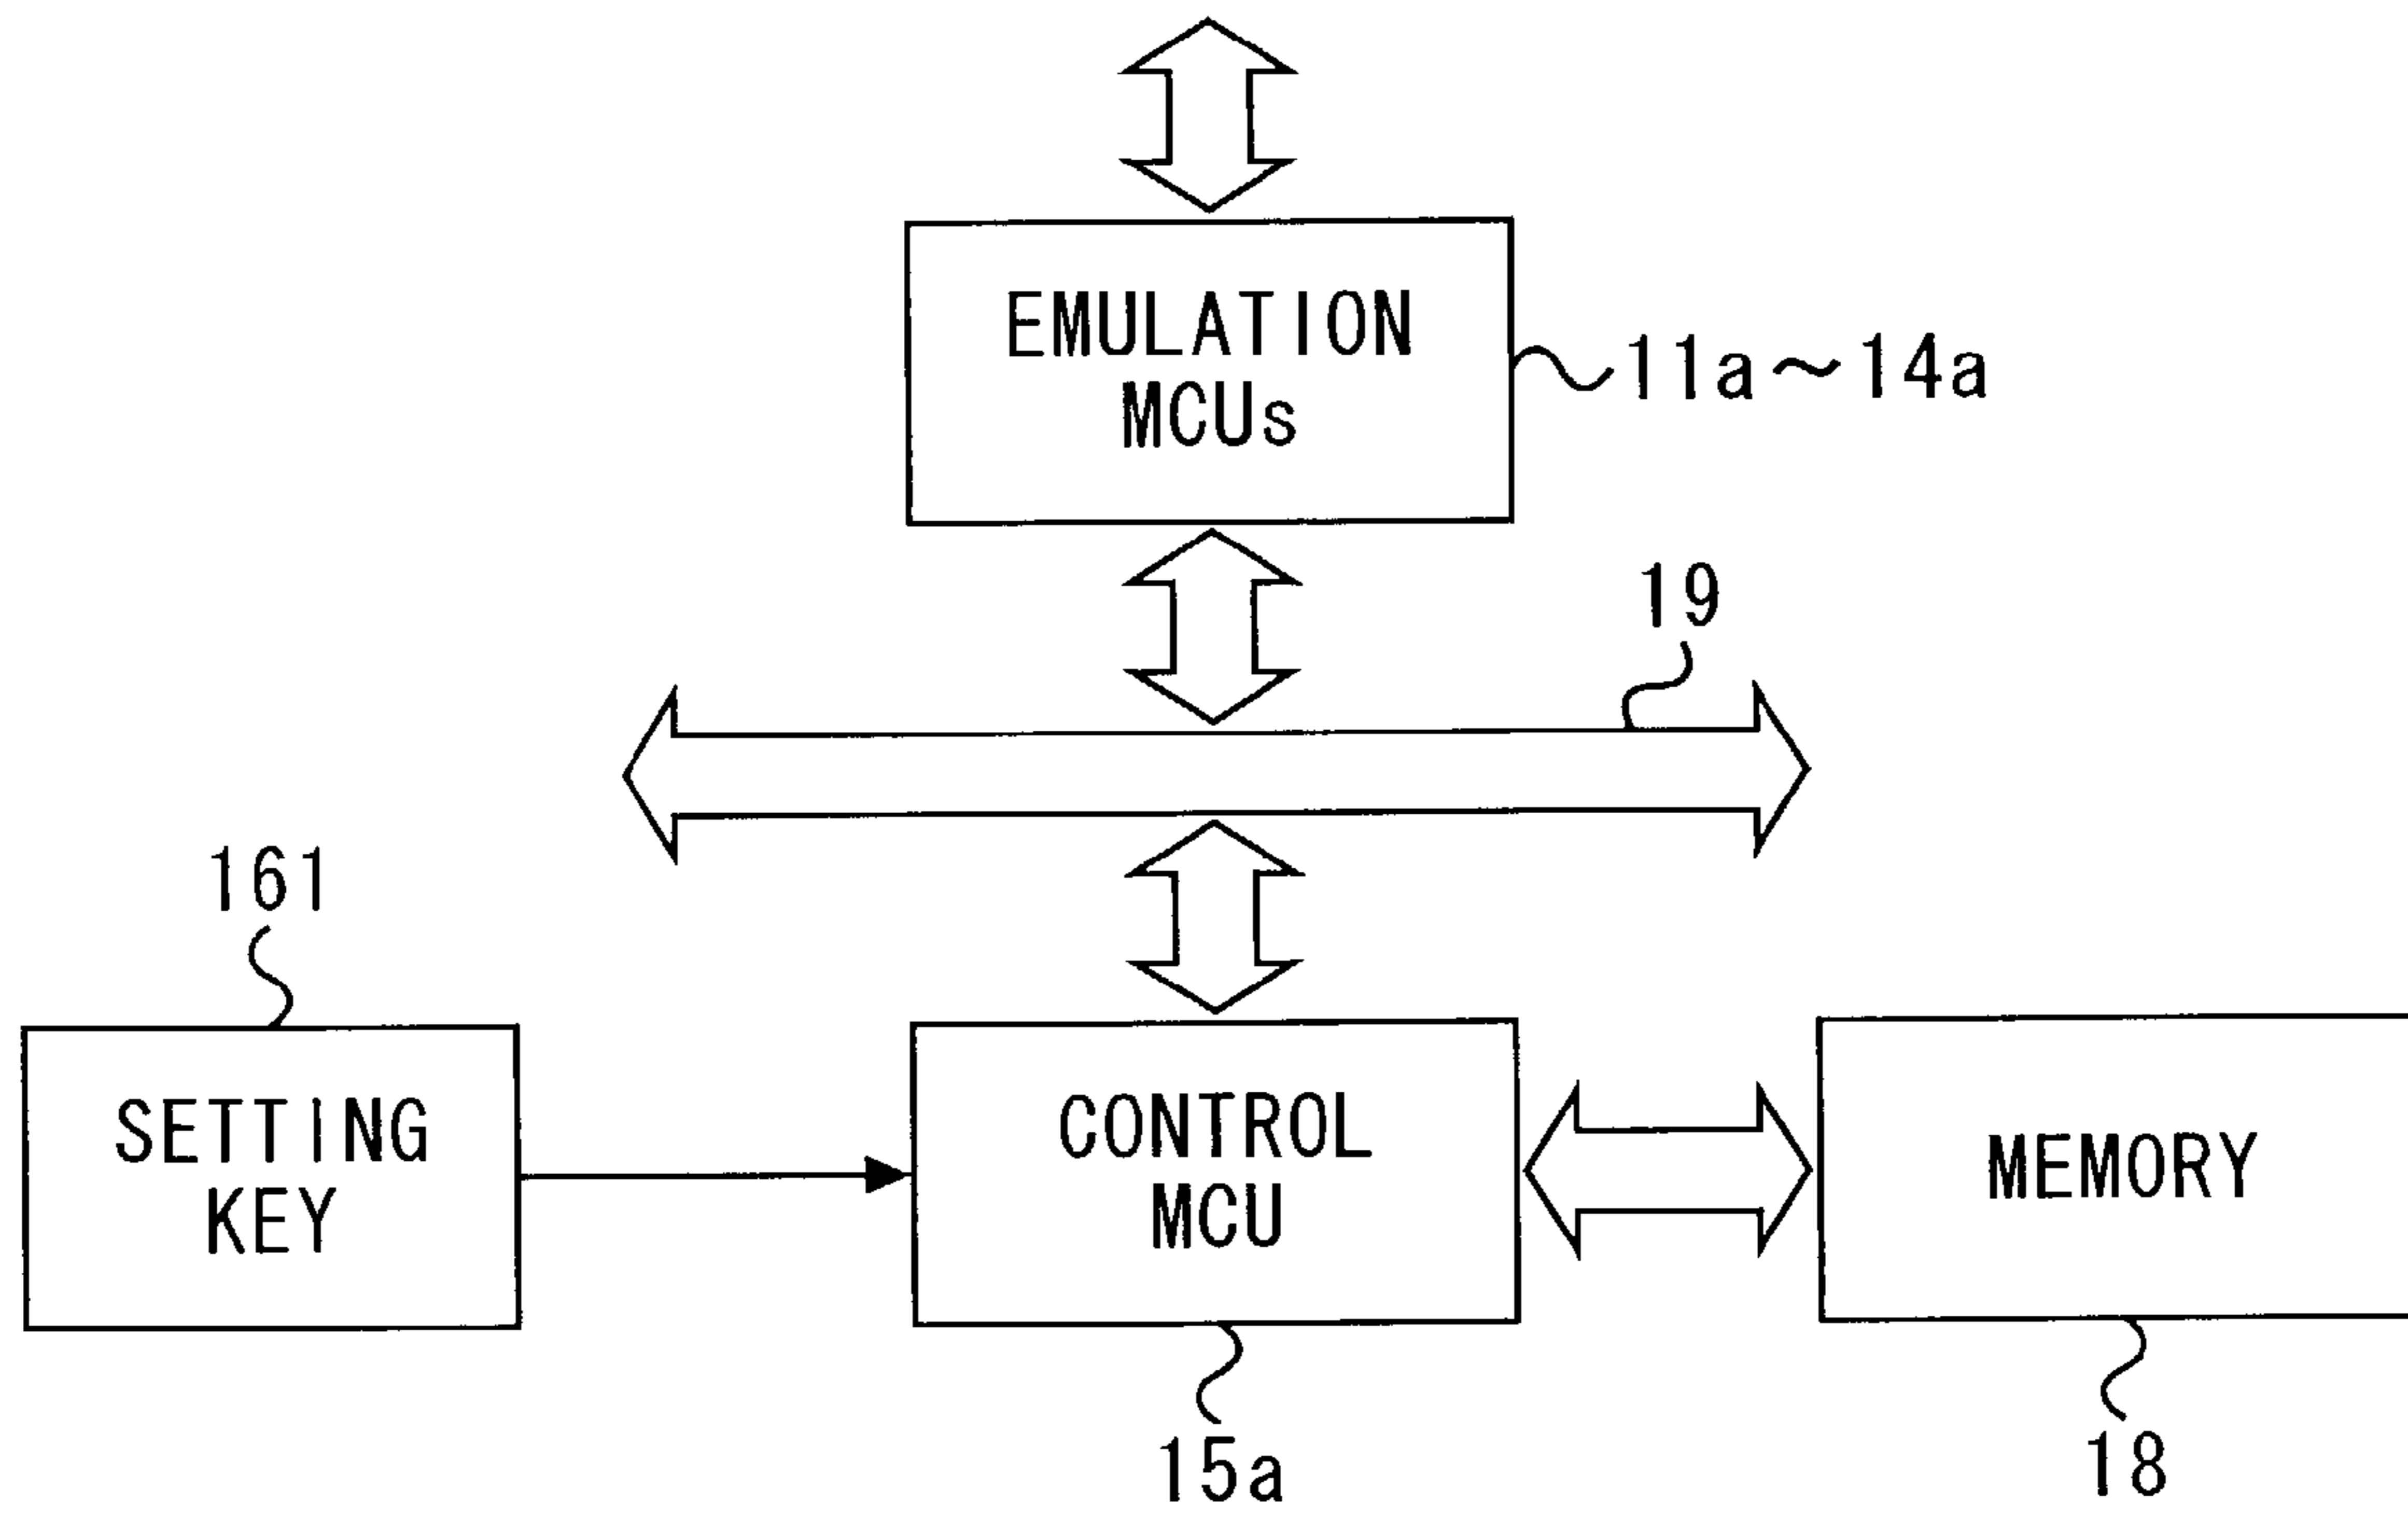 EMULATION
MCUs
11a～14a
19
161
SETTING
KEY
CONTROL
MCU
MEMORY
15a
18